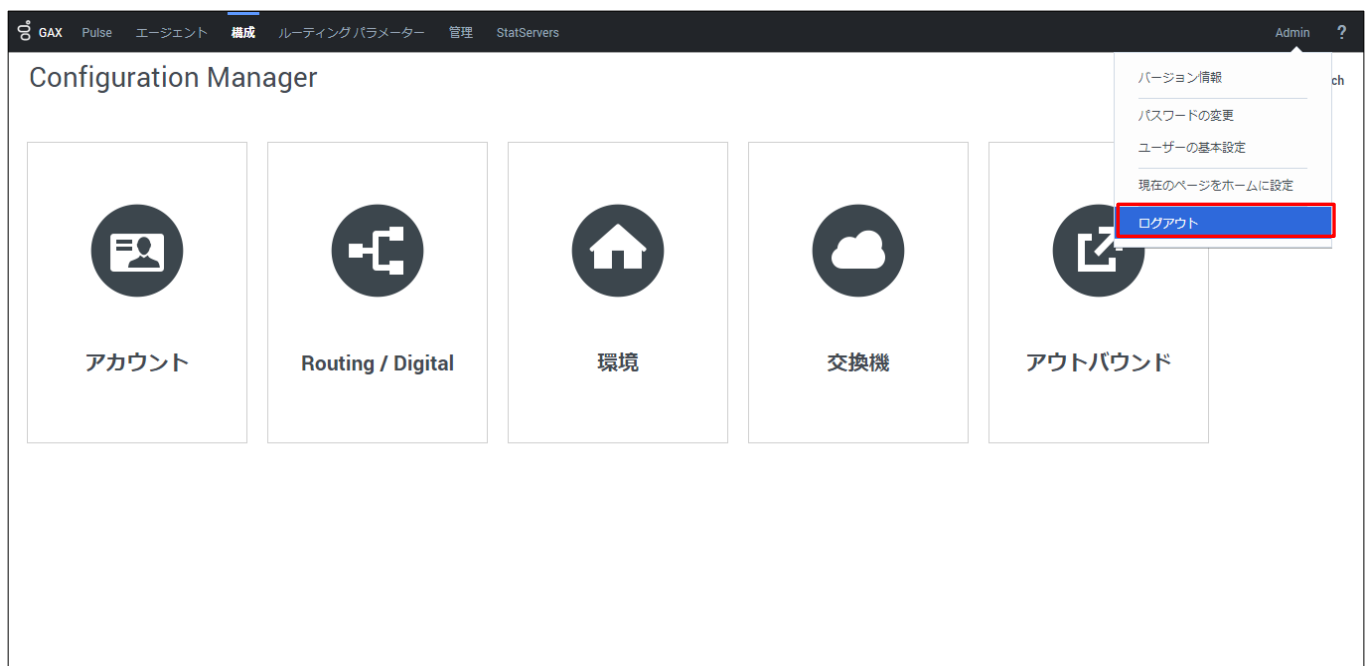 GAX Pulse エージェント 構成 ルーティング パラメーター 管理 StatServers Admin ?
Configuration Manager
バージョン情報
ch
パスワードの変更
ユーザーの基本設定
現在のページをホームに設定
ログアウト
アカウント
Routing / Digital
環境
交換機
アウトバウンド